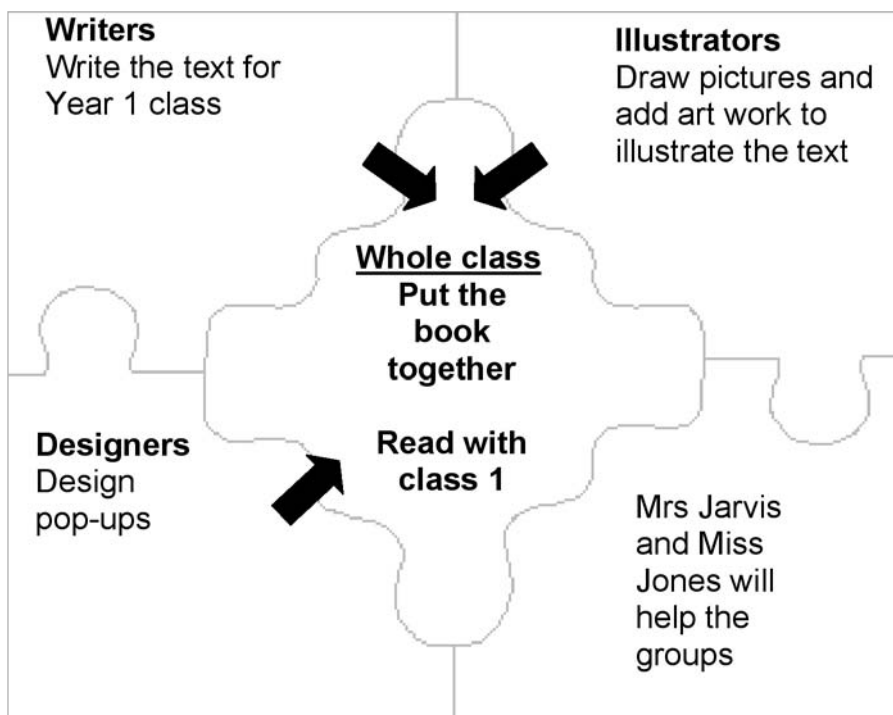 Writers
Write the text for
Year 1 class
Illustrators
Draw pictures and
add art work to
illustrate the text
Whole class
Put the
book
together
Read with
class 1
Designers
Design
pop-ups
Mrs Jarvis
and Miss
Jones will
help the
groups